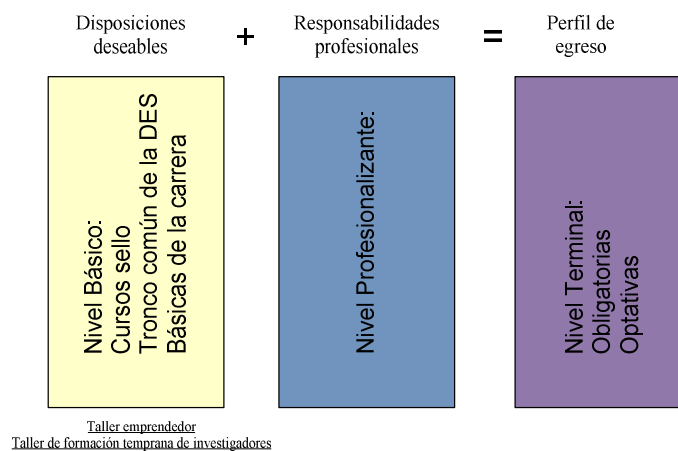 Disposiciones
deseables
+
Responsabilidades
profesionales
=
Perfil de
egreso
Nivel Básico:
Cursos sello
Tronco común de la DES
Básicas de la carrera
Nivel Profesionalizante:
Nivel Terminal:
Obligatorias
Optativas
Taller emprendedor
Taller de formación temprana de investigadores